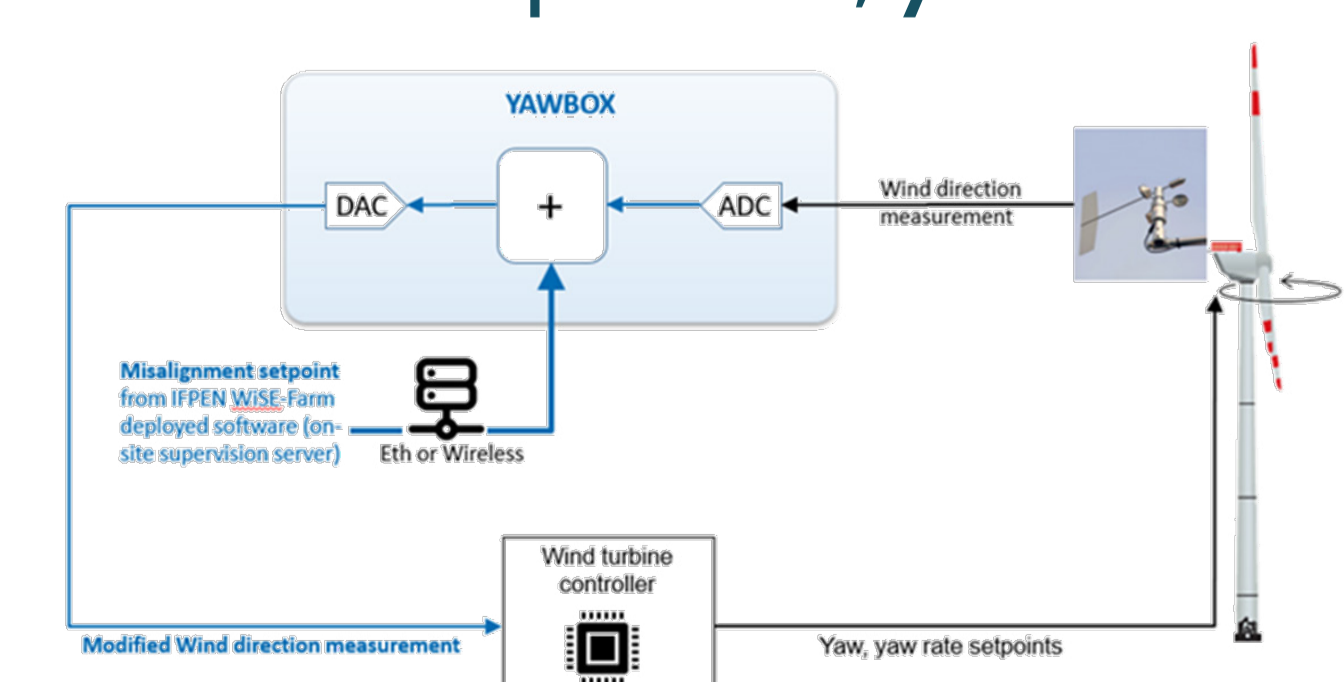 YAWBOX
DAC
+
ADC
Wind direction
measurement
Misalignment setpoint
from IFPEN WiSE-Farm
deployed software (on-
site supervision server)
Eth or Wireless
Wind turbine
controller
Modified Wind direction measurement
Yaw, yaw rate setpoints